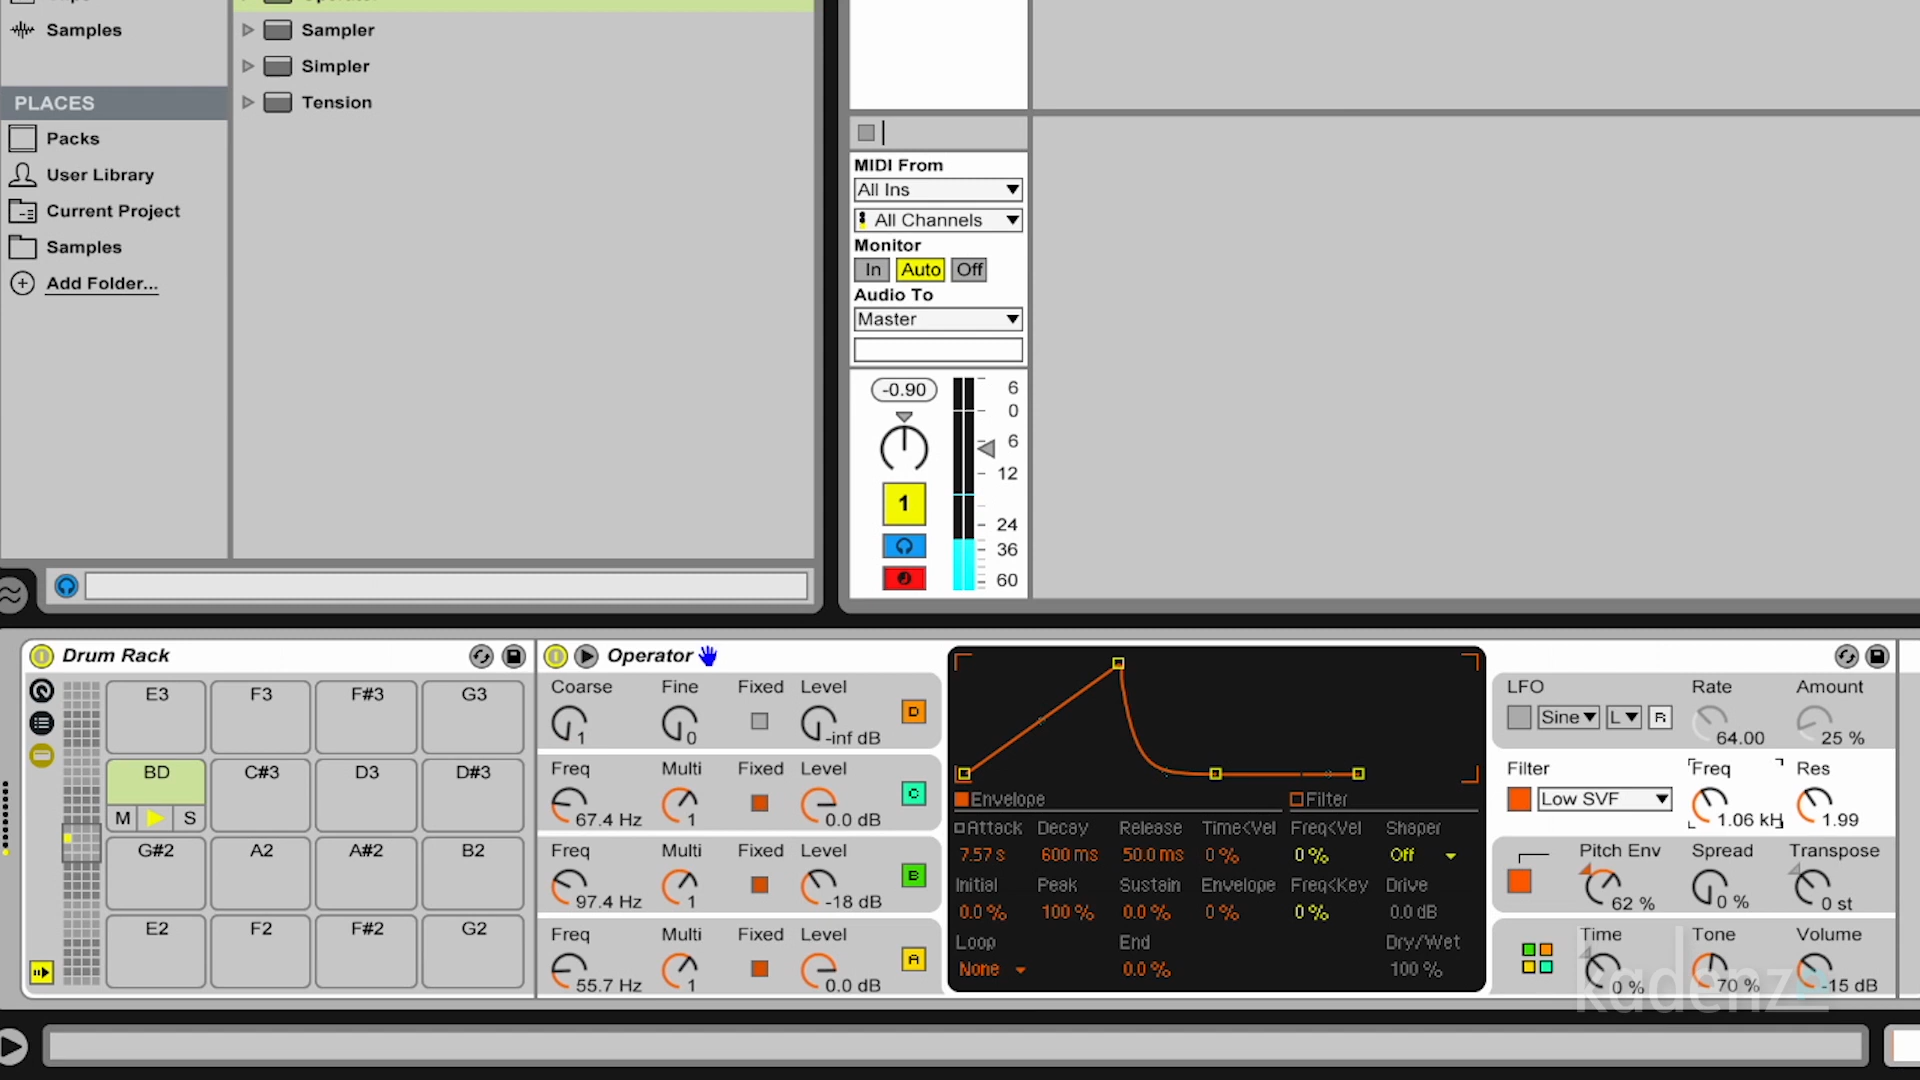 Samples
Sampler
Simpler
Tension
PLACES
Packs
User Library
Current Project
Samples
Add Folder...
MIDI From
All Ins
All Channels
Monitor
In Auto Off
Audio To
Master
-0.90
6
0
6
12
24
36
60
1
Drum Rack
E3 F3 F#3 G3
BD C#3 D3 D#3
M S
G#2 A2 A#2 B2
E2 F2 F#2 G2
Operator
Coarse Fine Fixed Level
1 0 -inf dB D
Freq Multi Fixed Level
67.4 Hz 1 0.0 dB C
Freq Multi Fixed Level
97.4 Hz 1 -18 dB B
Freq Multi Fixed Level
55.7 Hz 1 0.0 dB A
Envelope Filter
Attack Decay Release Time<Vel Freq<Vel Shaper
7.57 s 600 ms 50.0 ms 0 % 0 % Off
Initial Peak Sustain Envelope Freq<Key Drive
0.0 % 100 % 0.0 % 0 % 0 % 0.0 dB
Loop End Dry/Wet
None 0.0 % 100 %
LFO Rate Amount
Sine L R 64.00 25 %
Filter Freq Res
Low SVF 1.06 kH 1.99
Pitch Env Spread Transpose
62 % 0 % 0 st
Time Tone Volume
0 % 70 % -15 dB
kadenze